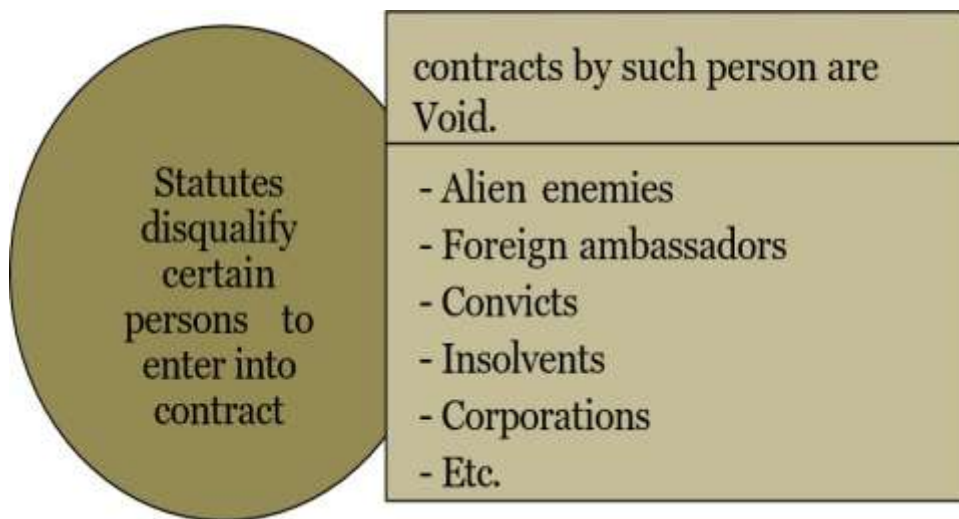 Statutes
disqualify
certain
persons to
enter into
contract
contracts by such person are
Void.
- Alien enemies
- Foreign ambassadors
- Convicts
- Insolvents
- Corporations
- Etc.